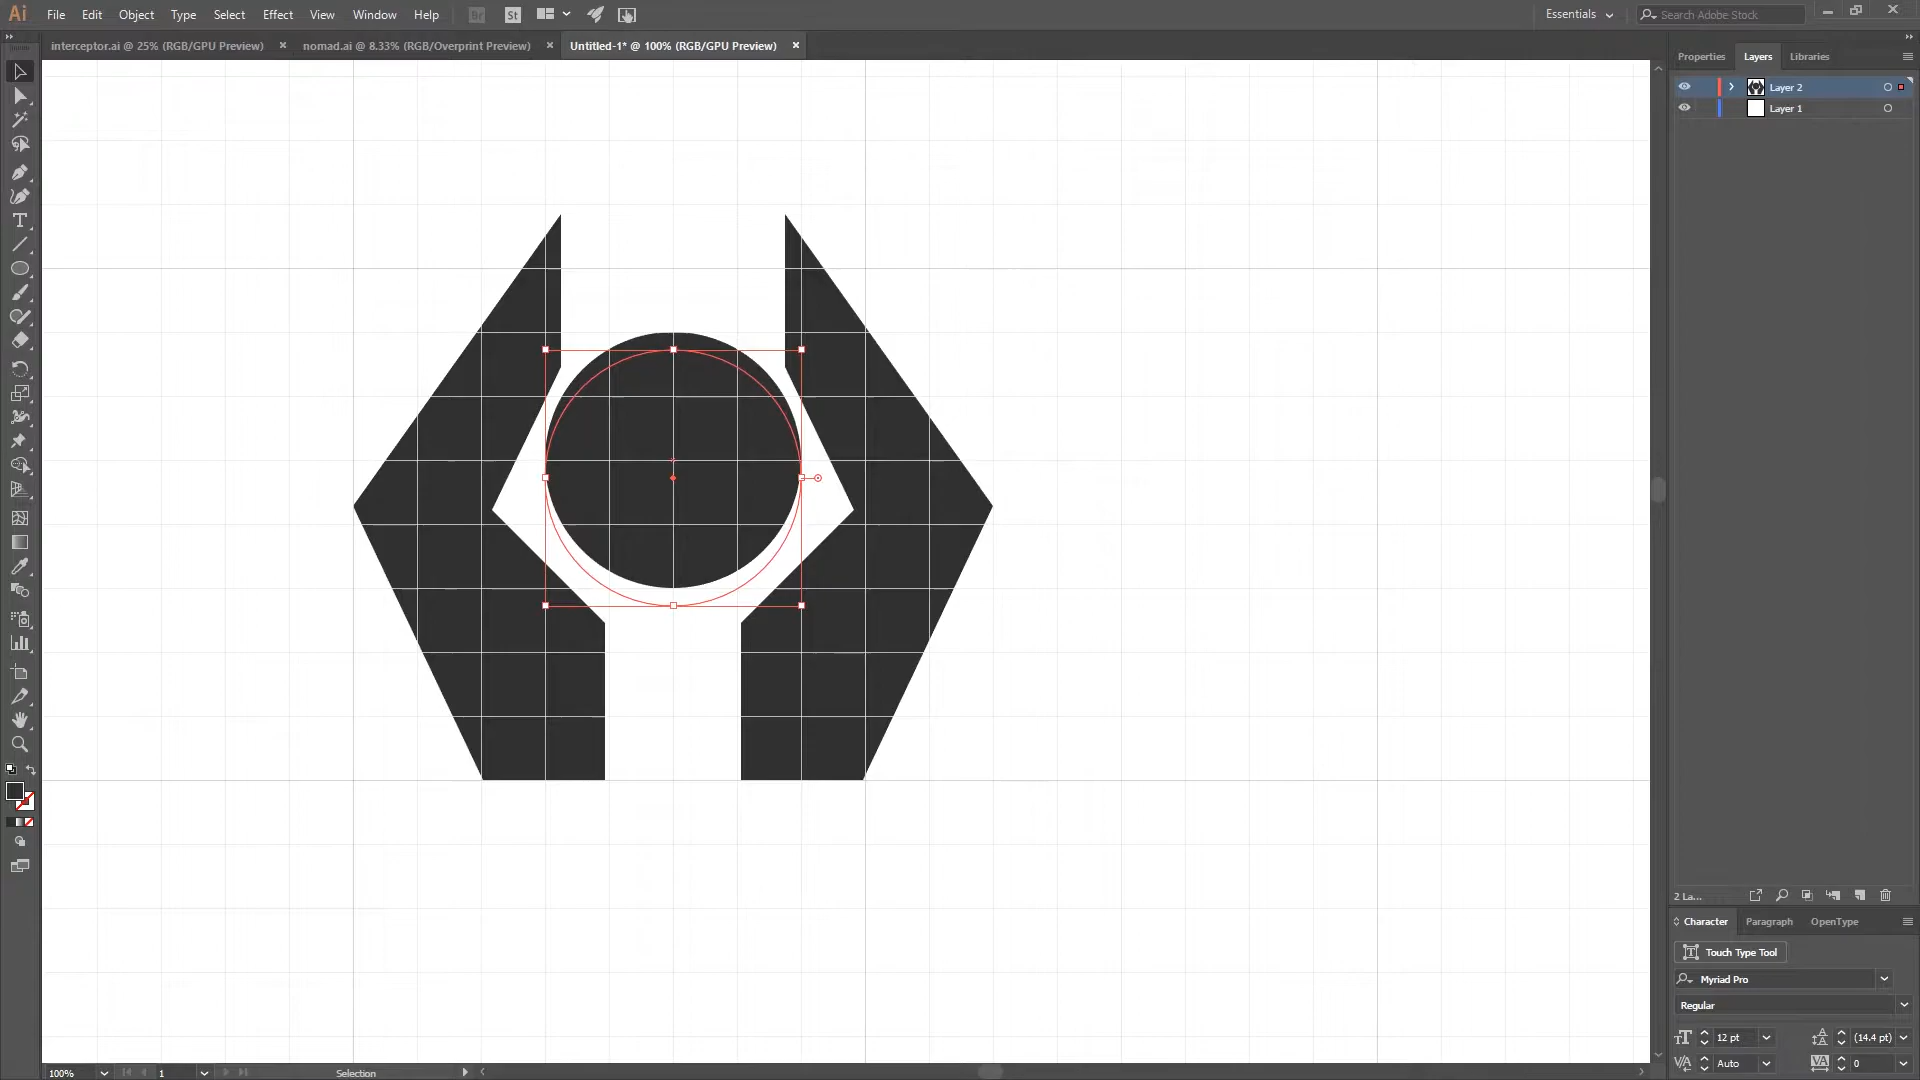 Ai File Edit Object Type Select Effect View Window Help Br St Essentials Search Adobe Stock
interceptor.ai @ 25% (RGB/GPU Preview) × nomad.ai @ 8.33% (RGB/Overprint Preview) × Untitled-1* @ 100% (RGB/GPU Preview) ×
Properties Layers Libraries
Layer 2
Layer 1
2 La...
Character Paragraph OpenType
Touch Type Tool
Myriad Pro
Regular
12 pt (14.4 pt)
Auto 0
100% 1 Selection